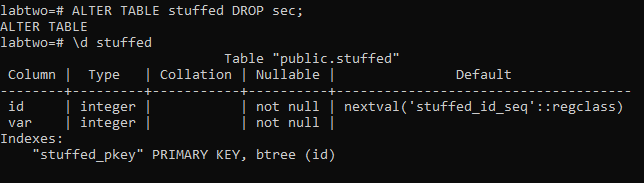 labtwo=# ALTER TABLE stuffed DROP sec;
ALTER TABLE
labtwo=# \d stuffed
                           Table "public.stuffed"
 Column |  Type   | Collation | Nullable |               Default
--------+---------+-----------+----------+-------------------------------------
 id     | integer |           | not null | nextval('stuffed_id_seq'::regclass)
 var    | integer |           | not null |
Indexes:
    "stuffed_pkey" PRIMARY KEY, btree (id)